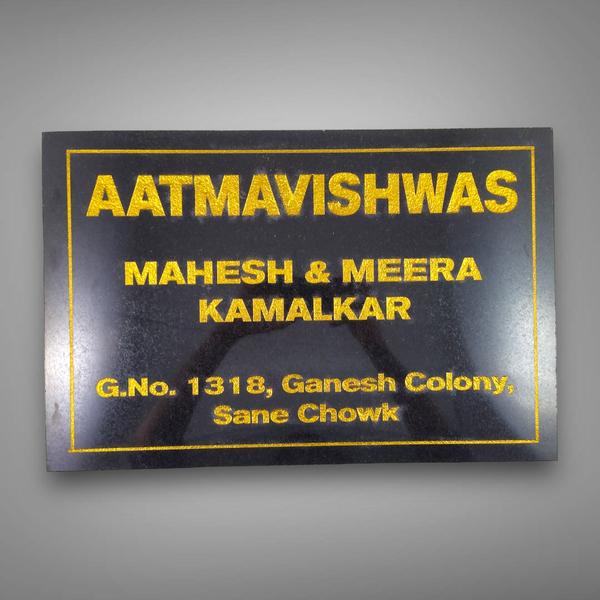 AATMAVISHWAS
MAHESH & MEERA
KAMALKAR
G.No. 1318, Ganesh Colony,
Sane Chowk